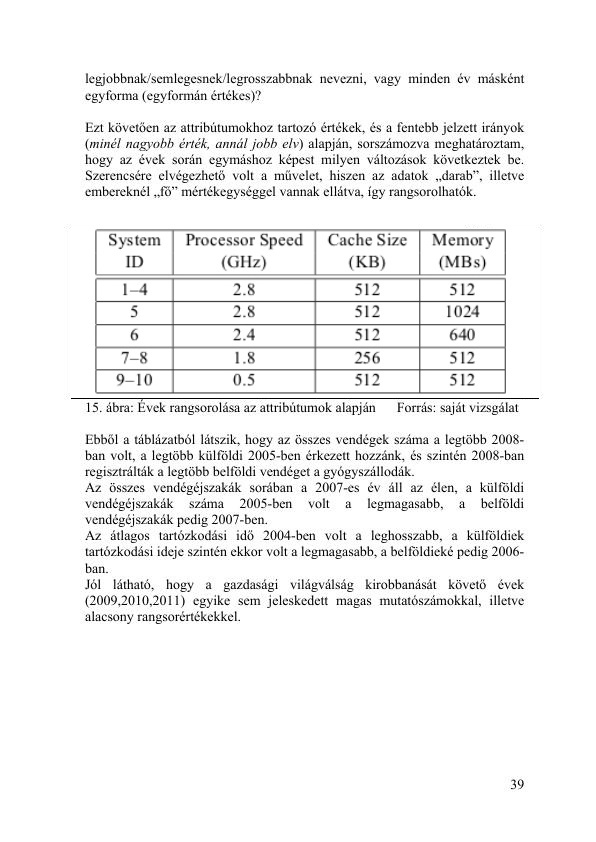 legjobbnak/semlegesnek/legrosszabbnak nevezni, vagy minden év másként
egyforma (egyformán értékes)?
Ezt követően az attribútumokhoz tartozó értékek, és a fentebb jelzett irányok
(minél nagyobb érték, annál jobb elv) alapján, sorszámozva meghatároztam,
hogy az évek során egymáshoz képest milyen változások következtek be.
Szerencsére elvégezhető volt a művelet, hiszen az adatok „darab”, illetve
embereknél „fő” mértékegységgel vannak ellátva, így rangsorolhatók.
System ID Processor Speed (GHz) Cache Size (KB) Memory (MBs)
1–4 2.8 512 512
5 2.8 512 1024
6 2.4 512 640
7–8 1.8 256 512
9–10 0.5 512 512
15. ábra: Évek rangsorolása az attribútumok alapján Forrás: saját vizsgálat
Ebből a táblázatból látszik, hogy az összes vendégek száma a legtöbb 2008-
ban volt, a legtöbb külföldi 2005-ben érkezett hozzánk, és szintén 2008-ban
regisztrálták a legtöbb belföldi vendéget a gyógyszállodák.
Az összes vendégéjszakák sorában a 2007-es év áll az élen, a külföldi
vendégéjszakák száma 2005-ben volt a legmagasabb, a belföldi
vendégéjszakák pedig 2007-ben.
Az átlagos tartózkodási idő 2004-ben volt a leghosszabb, a külföldiek
tartózkodási ideje szintén ekkor volt a legmagasabb, a belföldieké pedig 2006-
ban.
Jól látható, hogy a gazdasági világválság kirobbanását követő évek
(2009,2010,2011) egyike sem jeleskedett magas mutatószámokkal, illetve
alacsony rangsorértékekkel.
39